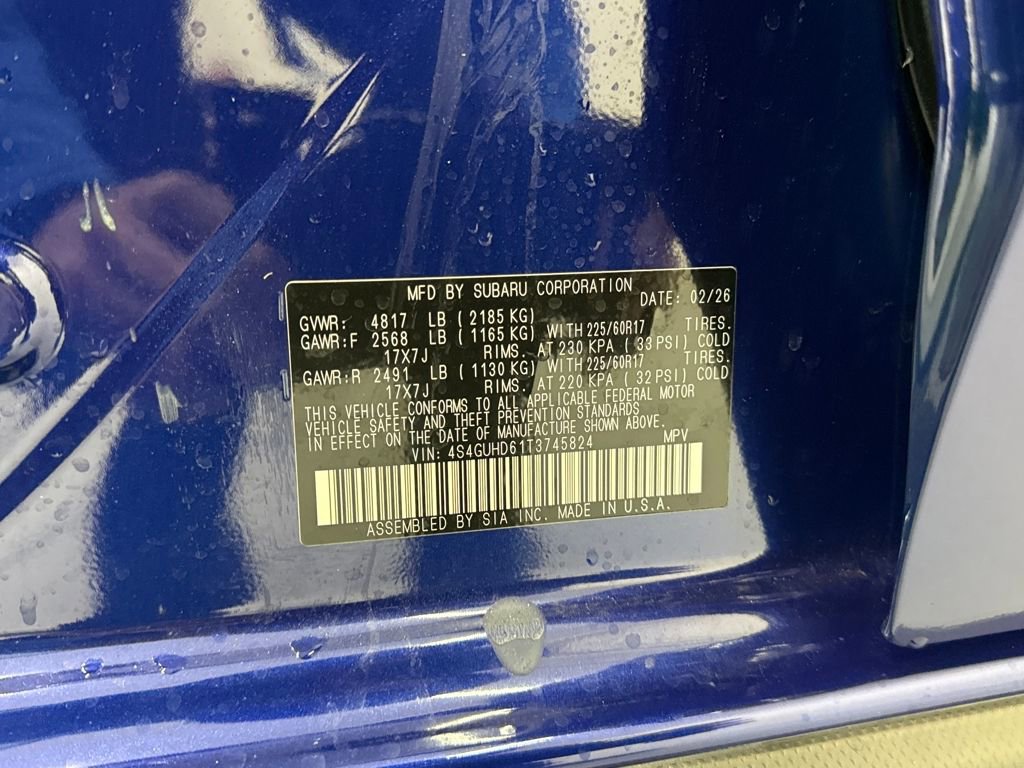 MFD BY SUBARU CORPORATION
DATE: 02/26
GVWR: 4817 LB (2185 KG)
GAWR:F 2568 LB (1165 KG) WITH 225/60R17 TIRES.
17X7J RIMS. AT 230 KPA (33 PSI) COLD
GAWR:R 2491 LB (1130 KG) WITH 225/60R17 TIRES.
17X7J RIMS. AT 220 KPA (32 PSI) COLD
THIS VEHICLE CONFORMS TO ALL APPLICABLE FEDERAL MOTOR
VEHICLE SAFETY AND THEFT PREVENTION STANDARDS
IN EFFECT ON THE DATE OF MANUFACTURE SHOWN ABOVE.
VIN: 4S4GUHD61T3745824 MPV
ASSEMBLED BY SIA INC. MADE IN U.S.A.